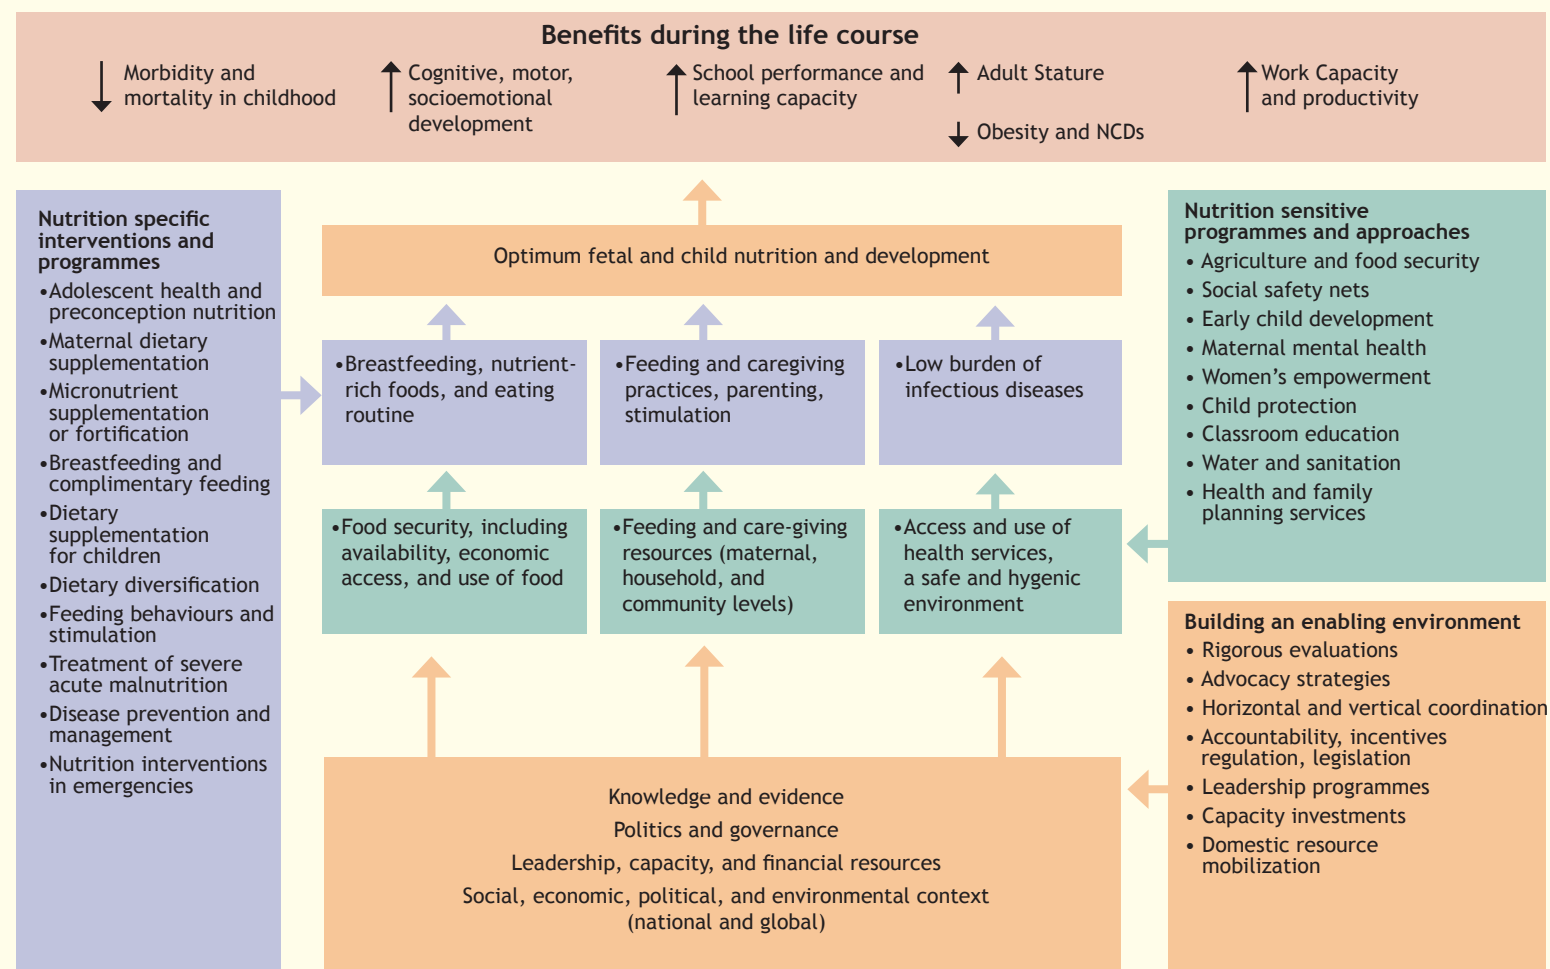 Benefits during the life course
Morbidity and
mortality in childhood
Cognitive, motor,
socioemotional
development
School performance and
learning capacity
Adult Stature
Obesity and NCDs
Work Capacity
and productivity
Nutrition specific
interventions and
programmes
•Adolescent health and
preconception nutrition
•Maternal dietary
supplementation
•Micronutrient
supplementation
or fortification
•Breastfeeding and
complimentary feeding
•Dietary
supplementation
for children
•Dietary diversification
•Feeding behaviours and
stimulation
•Treatment of severe
acute malnutrition
•Disease prevention and
management
•Nutrition interventions
in emergencies
Optimum fetal and child nutrition and development
•Breastfeeding, nutrient-
rich foods, and eating
routine
•Feeding and caregiving
practices, parenting,
stimulation
•Low burden of
infectious diseases
•Food security, including
availability, economic
access, and use of food
•Feeding and care-giving
resources (maternal,
household, and
community levels)
•Access and use of
health services,
a safe and hygenic
environment
Knowledge and evidence
Politics and governance
Leadership, capacity, and financial resources
Social, economic, political, and environmental context
(national and global)
Nutrition sensitive
programmes and approaches
• Agriculture and food security
• Social safety nets
• Early child development
• Maternal mental health
• Women’s empowerment
• Child protection
• Classroom education
• Water and sanitation
• Health and family
planning services
Building an enabling environment
• Rigorous evaluations
• Advocacy strategies
• Horizontal and vertical coordination
• Accountability, incentives
regulation, legislation
• Leadership programmes
• Capacity investments
• Domestic resource
mobilization